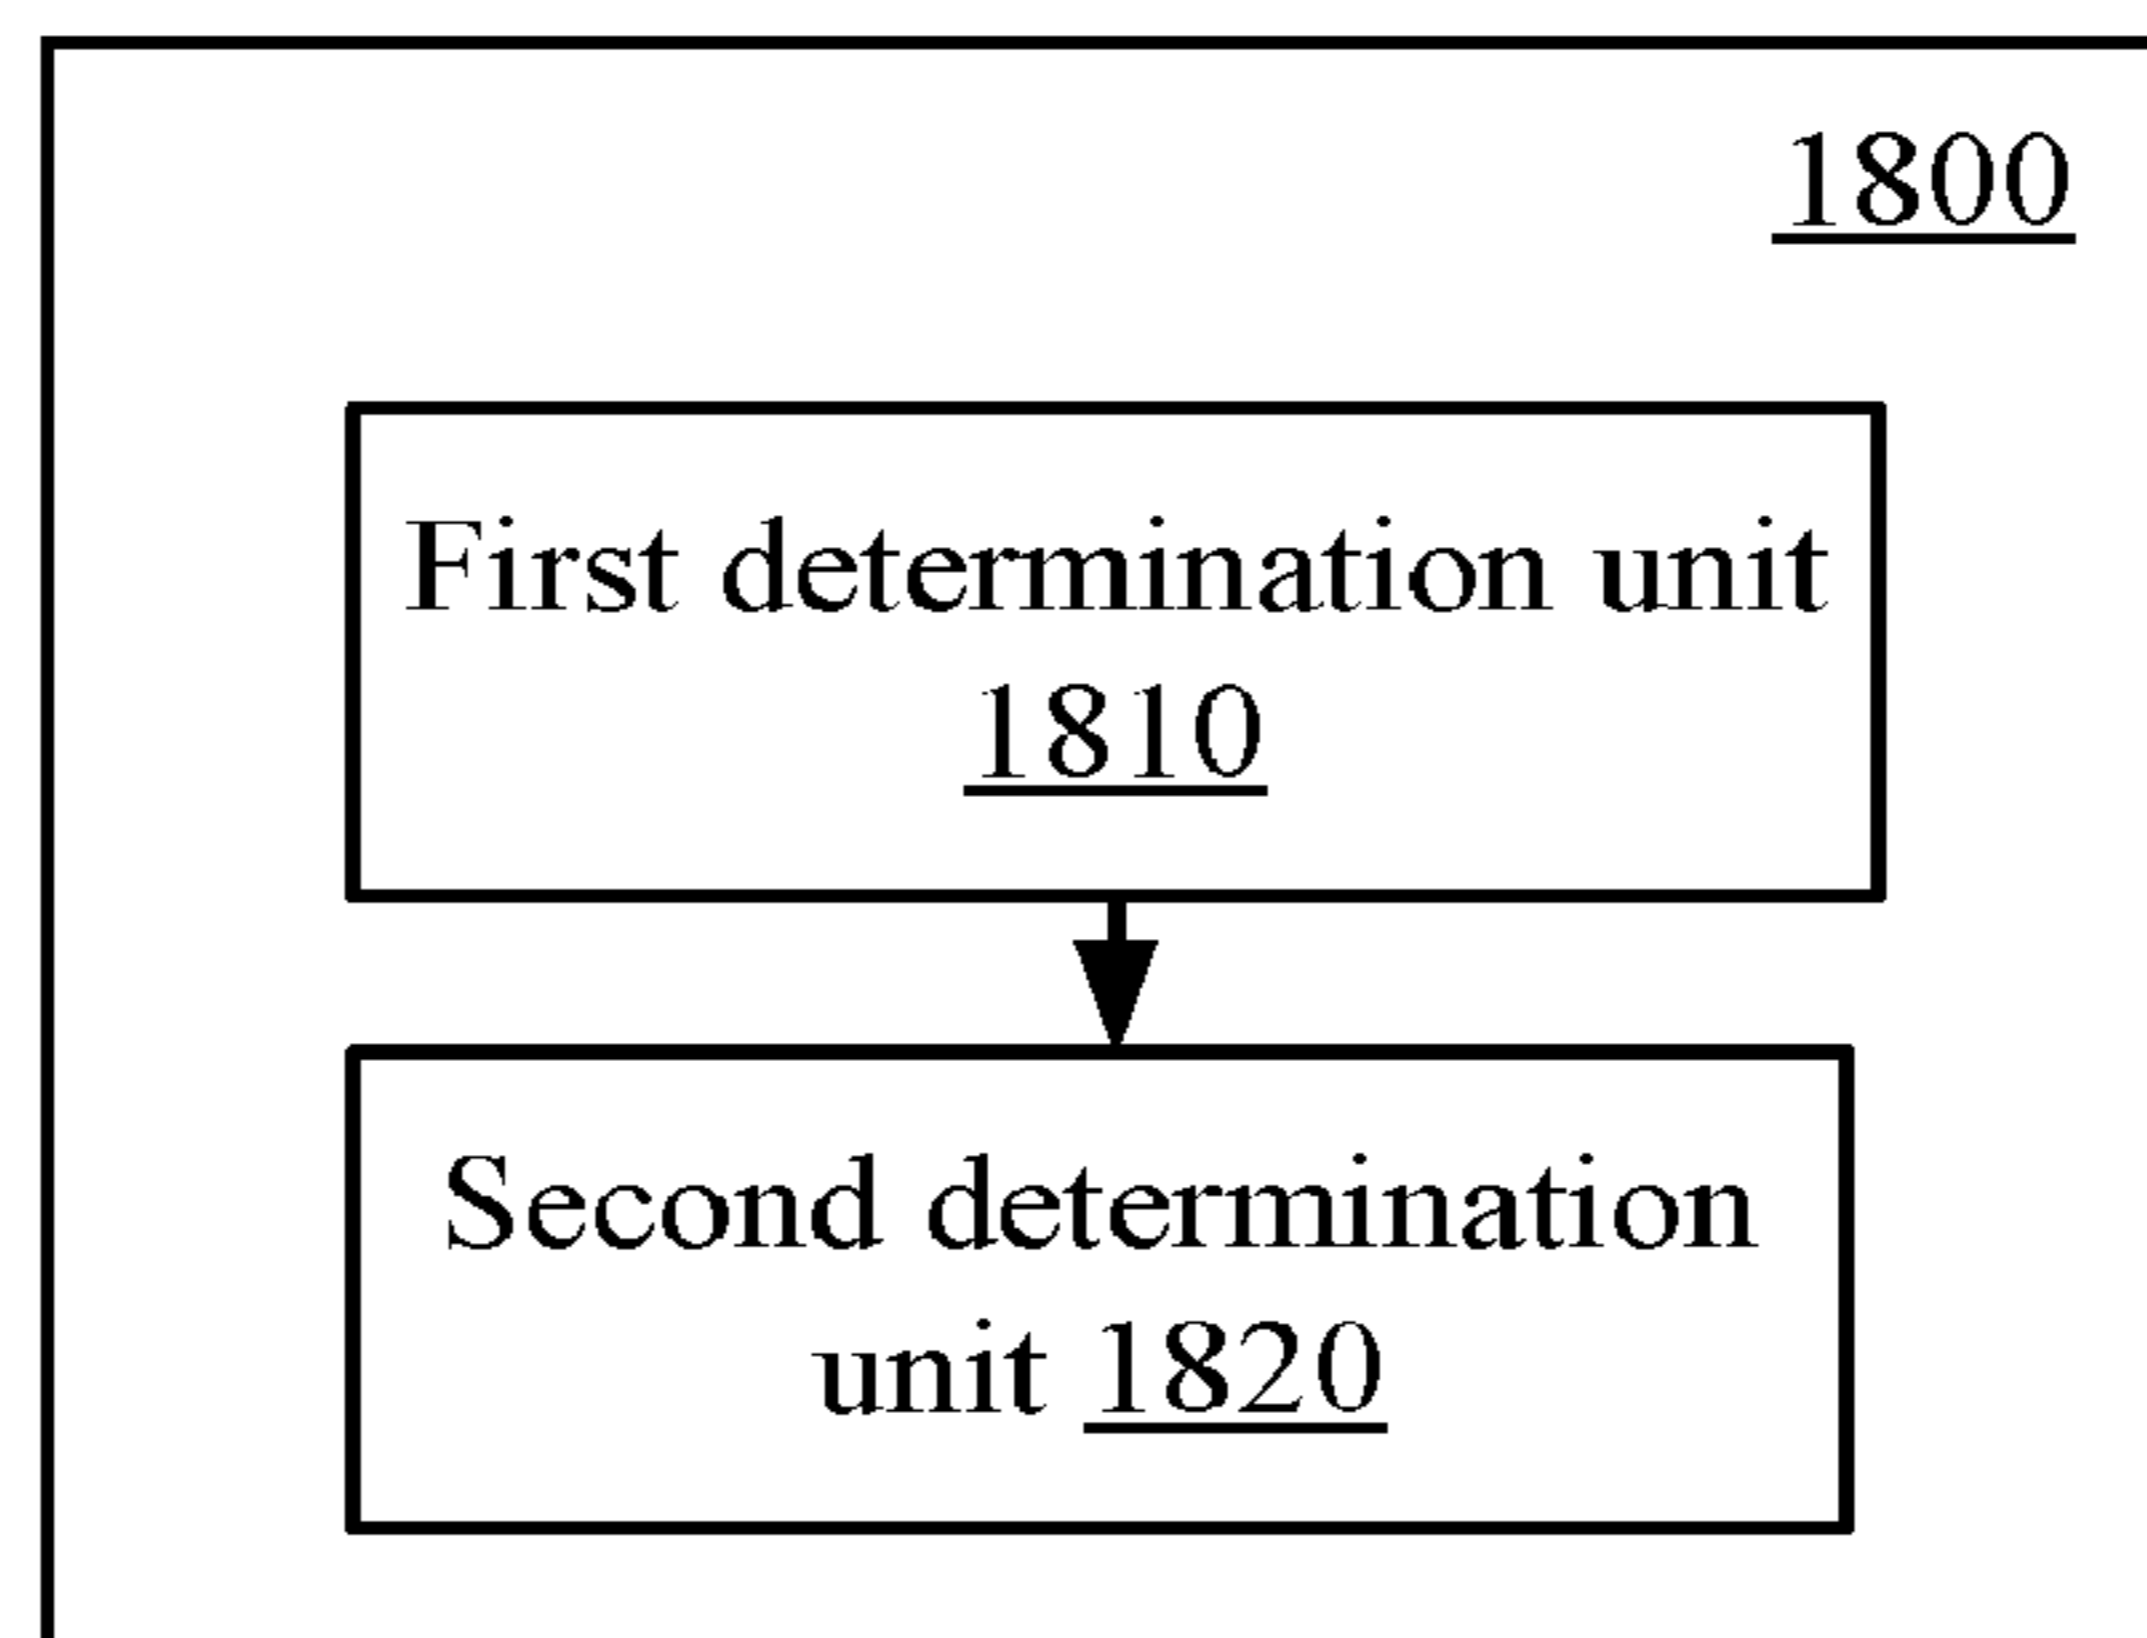 1800
First determination unit
1810
Second determination
unit 1820